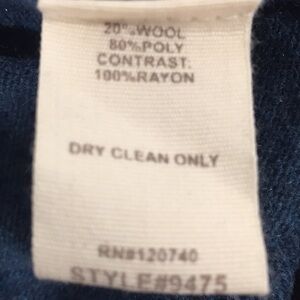 20%WOOL
80%POLY
CONTRAST:
100%RAYON
DRY CLEAN ONLY
RN#120740
STYLE#9475